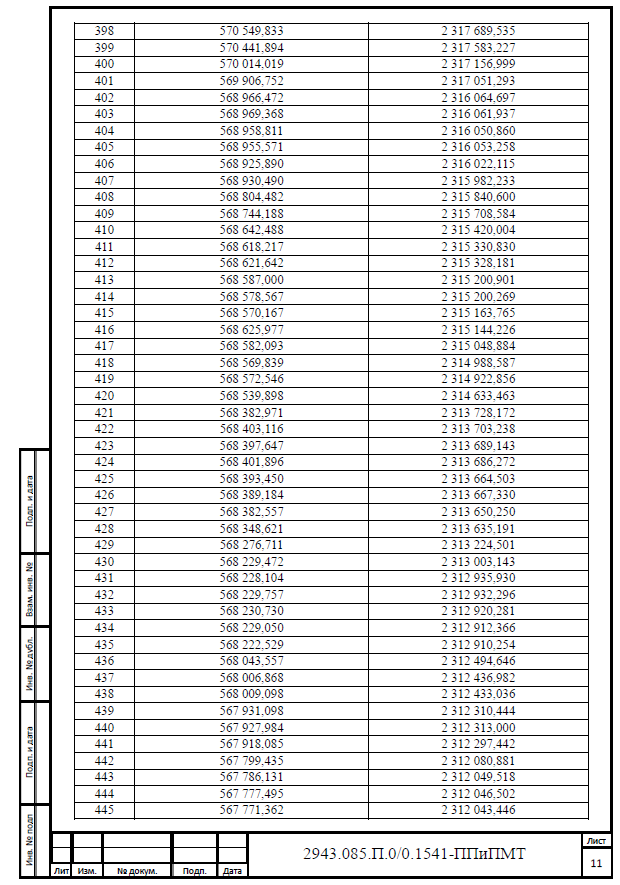 398 570 549,833 2 317 689,535
399 570 441,894 2 317 583,227
400 570 014,019 2 317 156,999
401 569 906,752 2 317 051,293
402 568 966,472 2 316 064,697
403 568 969,368 2 316 061,937
404 568 958,811 2 316 050,860
405 568 955,571 2 316 053,258
406 568 925,890 2 316 022,115
407 568 930,490 2 315 982,233
408 568 804,482 2 315 840,600
409 568 744,188 2 315 708,584
410 568 642,488 2 315 420,004
411 568 618,217 2 315 330,830
412 568 621,642 2 315 328,181
413 568 587,000 2 315 200,901
414 568 578,567 2 315 200,269
415 568 570,167 2 315 163,765
416 568 625,977 2 315 144,226
417 568 582,093 2 315 048,884
418 568 569,839 2 314 988,587
419 568 572,546 2 314 922,856
420 568 539,898 2 314 633,463
421 568 382,971 2 313 728,172
422 568 403,116 2 313 703,238
423 568 397,647 2 313 689,143
424 568 401,896 2 313 686,272
425 568 393,450 2 313 664,503
426 568 389,184 2 313 667,330
427 568 382,557 2 313 650,250
428 568 348,621 2 313 635,191
429 568 276,711 2 313 224,501
430 568 229,472 2 313 003,143
431 568 228,104 2 312 935,930
432 568 229,757 2 312 932,296
433 568 230,730 2 312 920,281
434 568 229,050 2 312 912,366
435 568 222,529 2 312 910,254
436 568 043,557 2 312 494,646
437 568 006,868 2 312 436,982
438 568 009,098 2 312 433,036
439 567 931,098 2 312 310,444
440 567 927,984 2 312 313,000
441 567 918,085 2 312 297,442
442 567 799,435 2 312 080,881
443 567 786,131 2 312 049,518
444 567 777,495 2 312 046,502
445 567 771,362 2 312 043,446
Подп. и дата
Взам. инв. №
Инв. № дубл.
Подп. и дата
Инв. № подп
Лит Изм. № докум. Подп. Дата
2943.085.П.0/0.1541-ППиПМТ
Лист
11